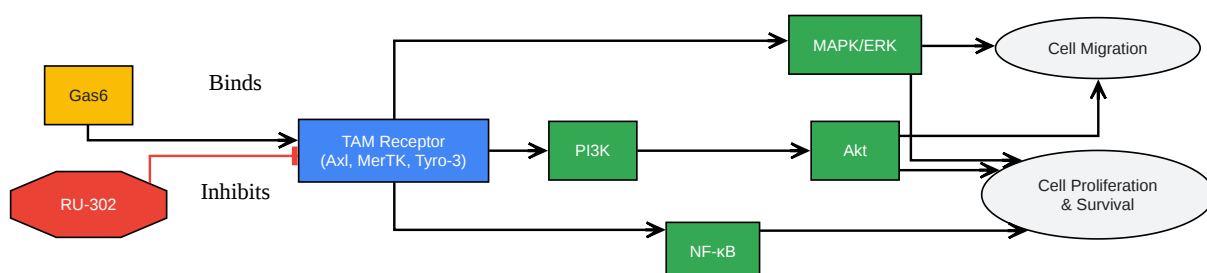 MAPK/ERK
Cell Migration
Binds
Gas6
TAM Receptor
(Axl, MerTK, Tyro-3)
PI3K
Akt
Inhibits
RU-302
Cell Proliferation
& Survival
NF-κB